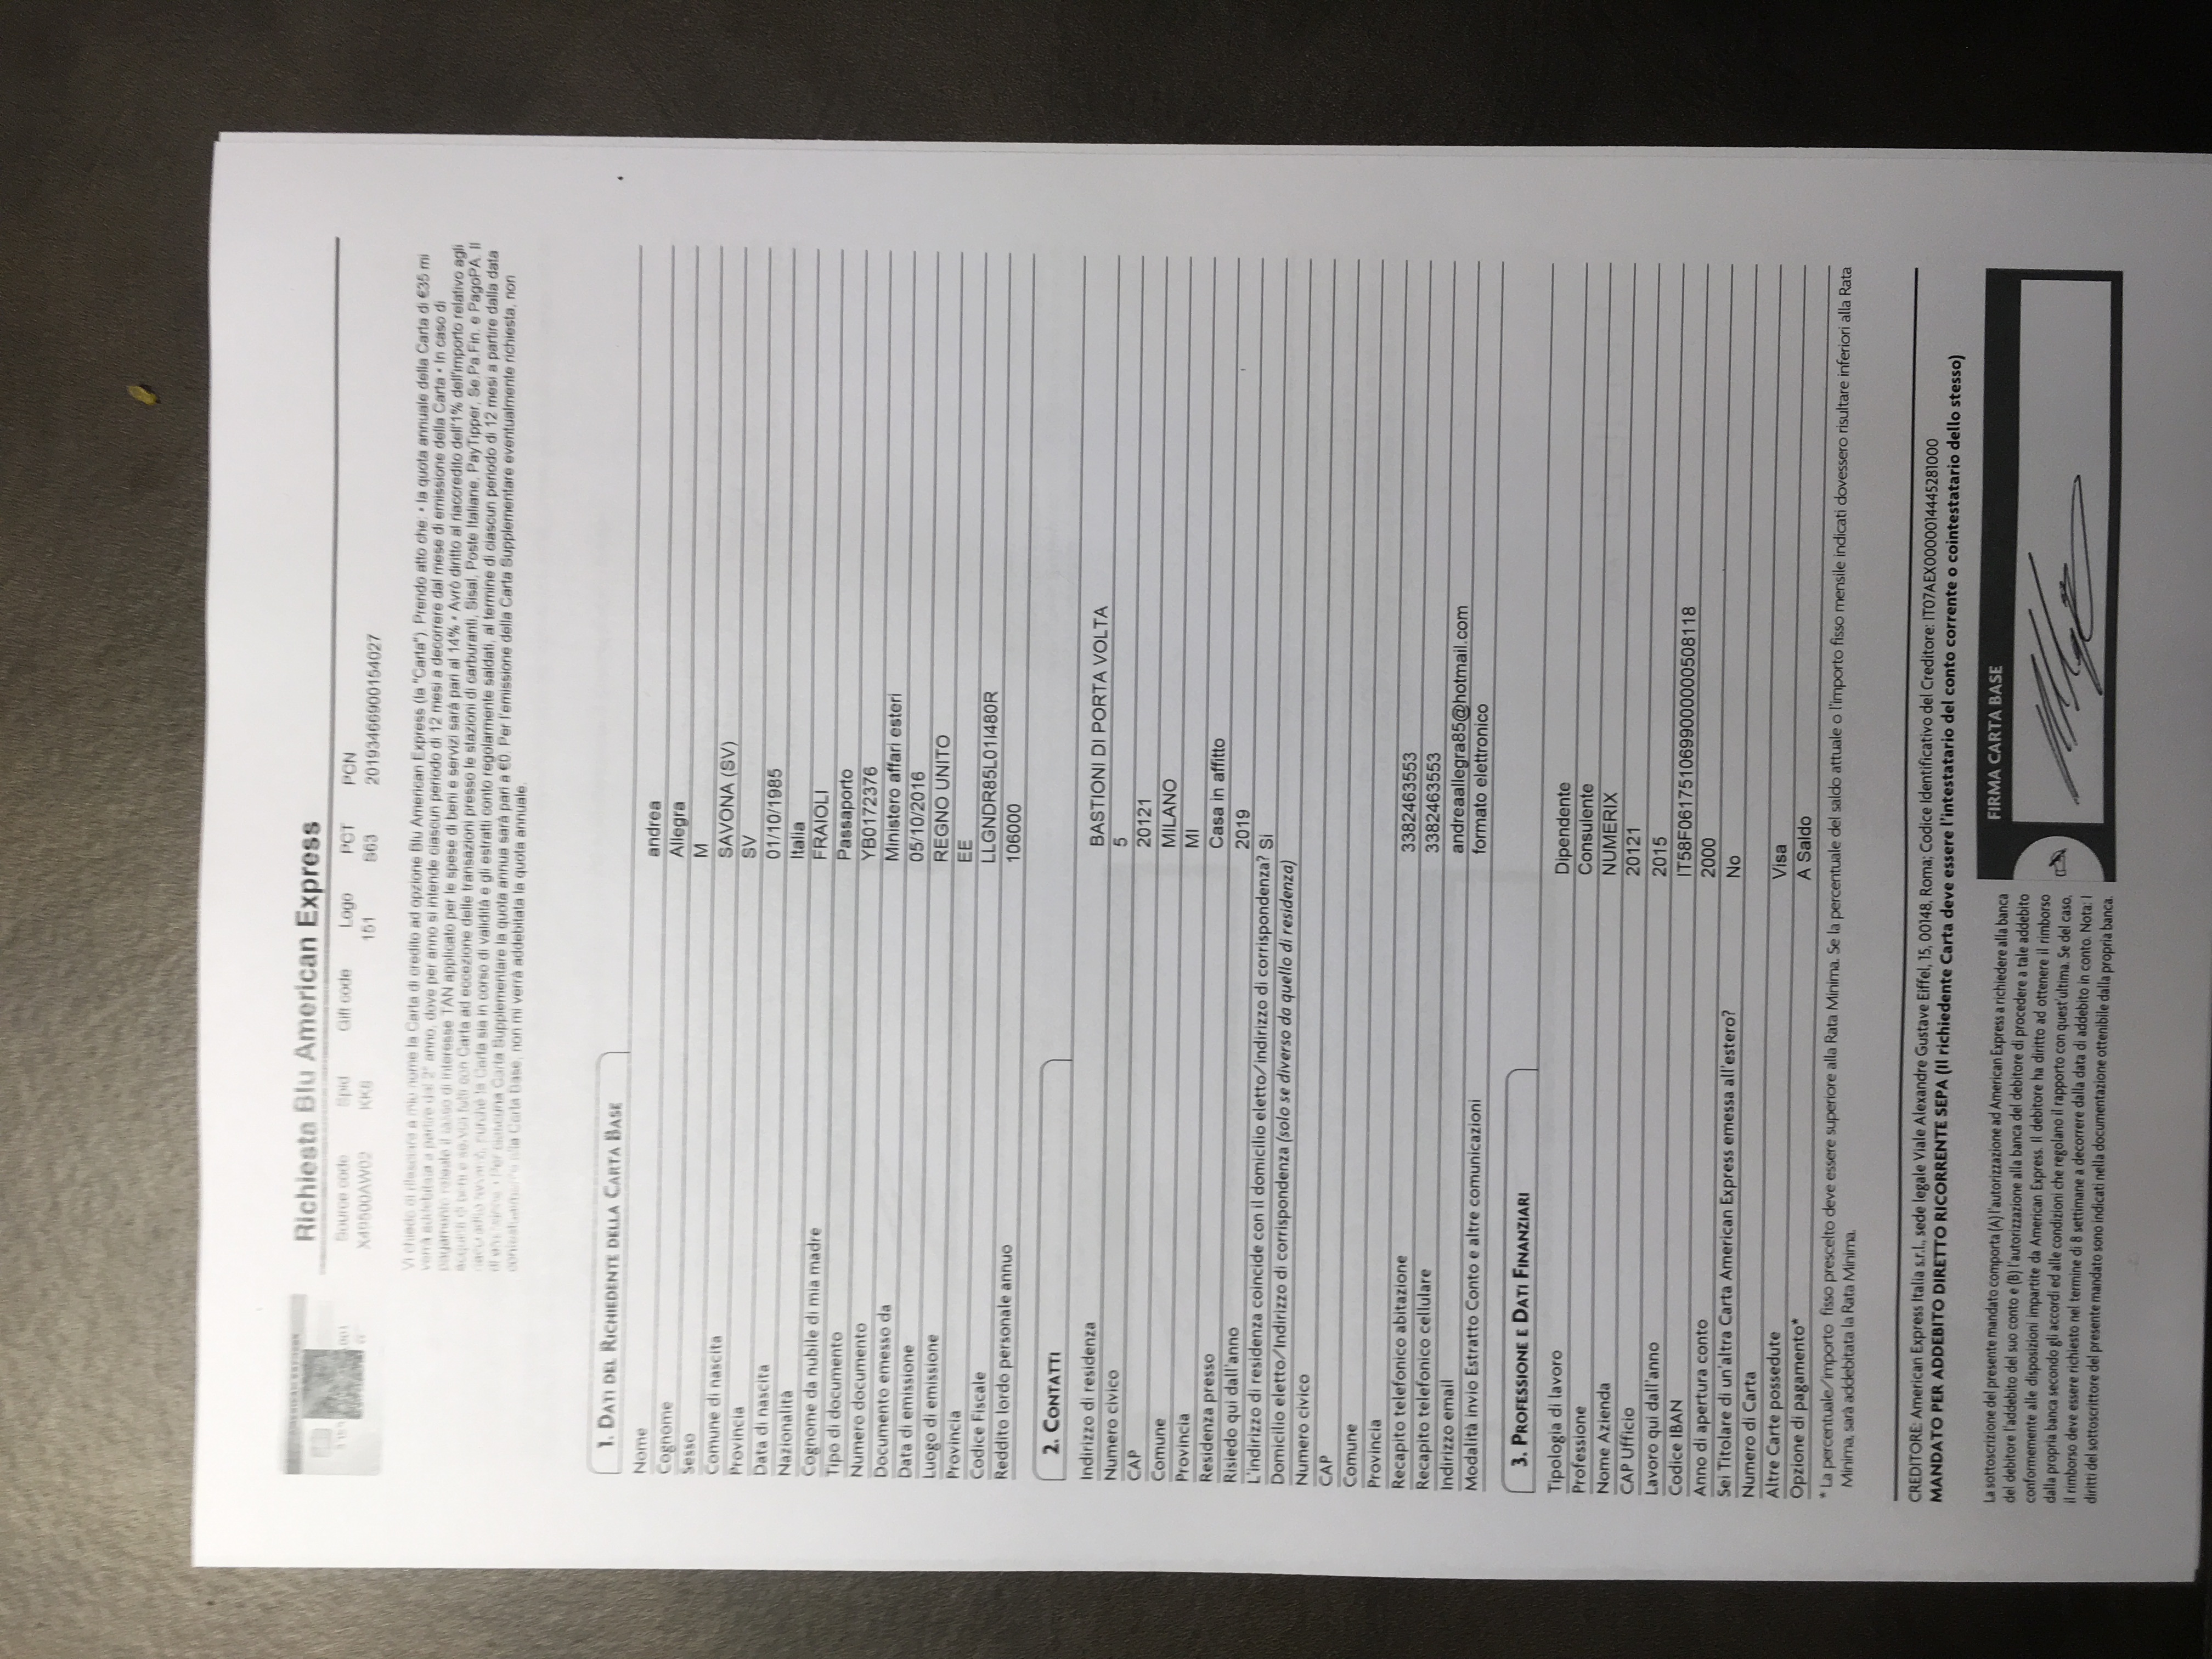 Richiesta Blu American Express
Source code Spid Gift code Logo PCT PCN
X49500AW02 KK6 151 S63 20193466900154027
Vi chiedo di rilasciare a mio nome la Carta di credito ad opzione Blu American Express (la "Carta"). Prendo atto che: • la quota annuale della Carta di €35 mi
verrà addebitata a partire dal 2° anno, dove per anno si intende ciascun periodo di 12 mesi a decorrere dal mese di emissione della Carta • In caso di
pagamento rateale il tasso di interesse TAN applicato per le spese di beni e servizi sarà pari al 14% • Avrò diritto al riaccredito dell'1% dell'importo relativo agli
acquisti di beni e servizi fatti con Carta ad eccezione delle transazioni presso le stazioni di carburanti, Sisal, Poste Italiane, PayTipper, Se.Pa.Fin. e PagoPA. Il
purché la Carta sia in corso di validità e gli estratti conto regolarmente saldati, al termine di ciascun periodo di 12 mesi a partire dalla data
• Per ciascuna Carta Supplementare la quota annua sarà pari a €0. Per l'emissione della Carta Supplementare eventualmente richiesta, non
alla Carta Base, non mi verrà addebitata la quota annuale.
1. DATI DEL RICHIEDENTE DELLA CARTA BASE
Nome andrea
Cognome Allegra
Sesso M
Comune di nascita SAVONA (SV)
Provincia SV
Data di nascita 01/10/1985
Nazionalità Italia
Cognome da nubile di mia madre FRAIOLI
Tipo di documento Passaporto
Numero documento YB0172376
Documento emesso da Ministero affari esteri
Data di emissione 05/10/2016
Luogo di emissione REGNO UNITO
Provincia EE
Codice Fiscale LLGNDR85L01I480R
Reddito lordo personale annuo 106000
2. CONTATTI
Indirizzo di residenza BASTIONI DI PORTA VOLTA
Numero civico 5
CAP 20121
Comune MILANO
Provincia MI
Residenza presso Casa in affitto
Risiedo qui dall'anno 2019
L'indirizzo di residenza coincide con il domicilio eletto/indirizzo di corrispondenza? Sì
Domicilio eletto/Indirizzo di corrispondenza (solo se diverso da quello di residenza)
Numero civico
CAP
Comune
Provincia
Recapito telefonico abitazione 3382463553
Recapito telefonico cellulare 3382463553
Indirizzo email andreaallegra85@hotmail.com
Modalità invio Estratto Conto e altre comunicazioni formato elettronico
3. PROFESSIONE E DATI FINANZIARI
Tipologia di lavoro Dipendente
Professione Consulente
Nome Azienda NUMERIX
CAP Ufficio 20121
Lavoro qui dall'anno 2015
Codice IBAN IT58F0617510699000000508118
Anno di apertura conto 2000
Sei Titolare di un'altra Carta American Express emessa all'estero? No
Numero di Carta
Altre Carte possedute Visa
Opzione di pagamento* A Saldo
* La percentuale/importo fisso prescelto deve essere superiore alla Rata Minima. Se la percentuale del saldo attuale o l'importo fisso mensile indicati dovessero risultare inferiori alla Rata
Minima, sarà addebitata la Rata Minima.
CREDITORE: American Express Italia s.r.l., sede legale Viale Alexandre Gustave Eiffel, 15, 00148, Roma; Codice Identificativo del Creditore: IT07AEX0000014445281000
MANDATO PER ADDEBITO DIRETTO RICORRENTE SEPA (Il richiedente Carta deve essere l'intestatario del conto corrente o cointestatario dello stesso)
La sottoscrizione del presente mandato comporta (A) l'autorizzazione ad American Express a richiedere alla banca
del debitore l'addebito del suo conto e (B) l'autorizzazione alla banca del debitore di procedere a tale addebito
conformemente alle disposizioni impartite da American Express. Il debitore ha diritto ad ottenere il rimborso
dalla propria banca secondo gli accordi ed alle condizioni che regolano il rapporto con quest'ultima. Se del caso,
il rimborso deve essere richiesto nel termine di 8 settimane a decorrere dalla data di addebito in conto. Nota: I
diritti del sottoscrittore del presente mandato sono indicati nella documentazione ottenibile dalla propria banca.
FIRMA CARTA BASE